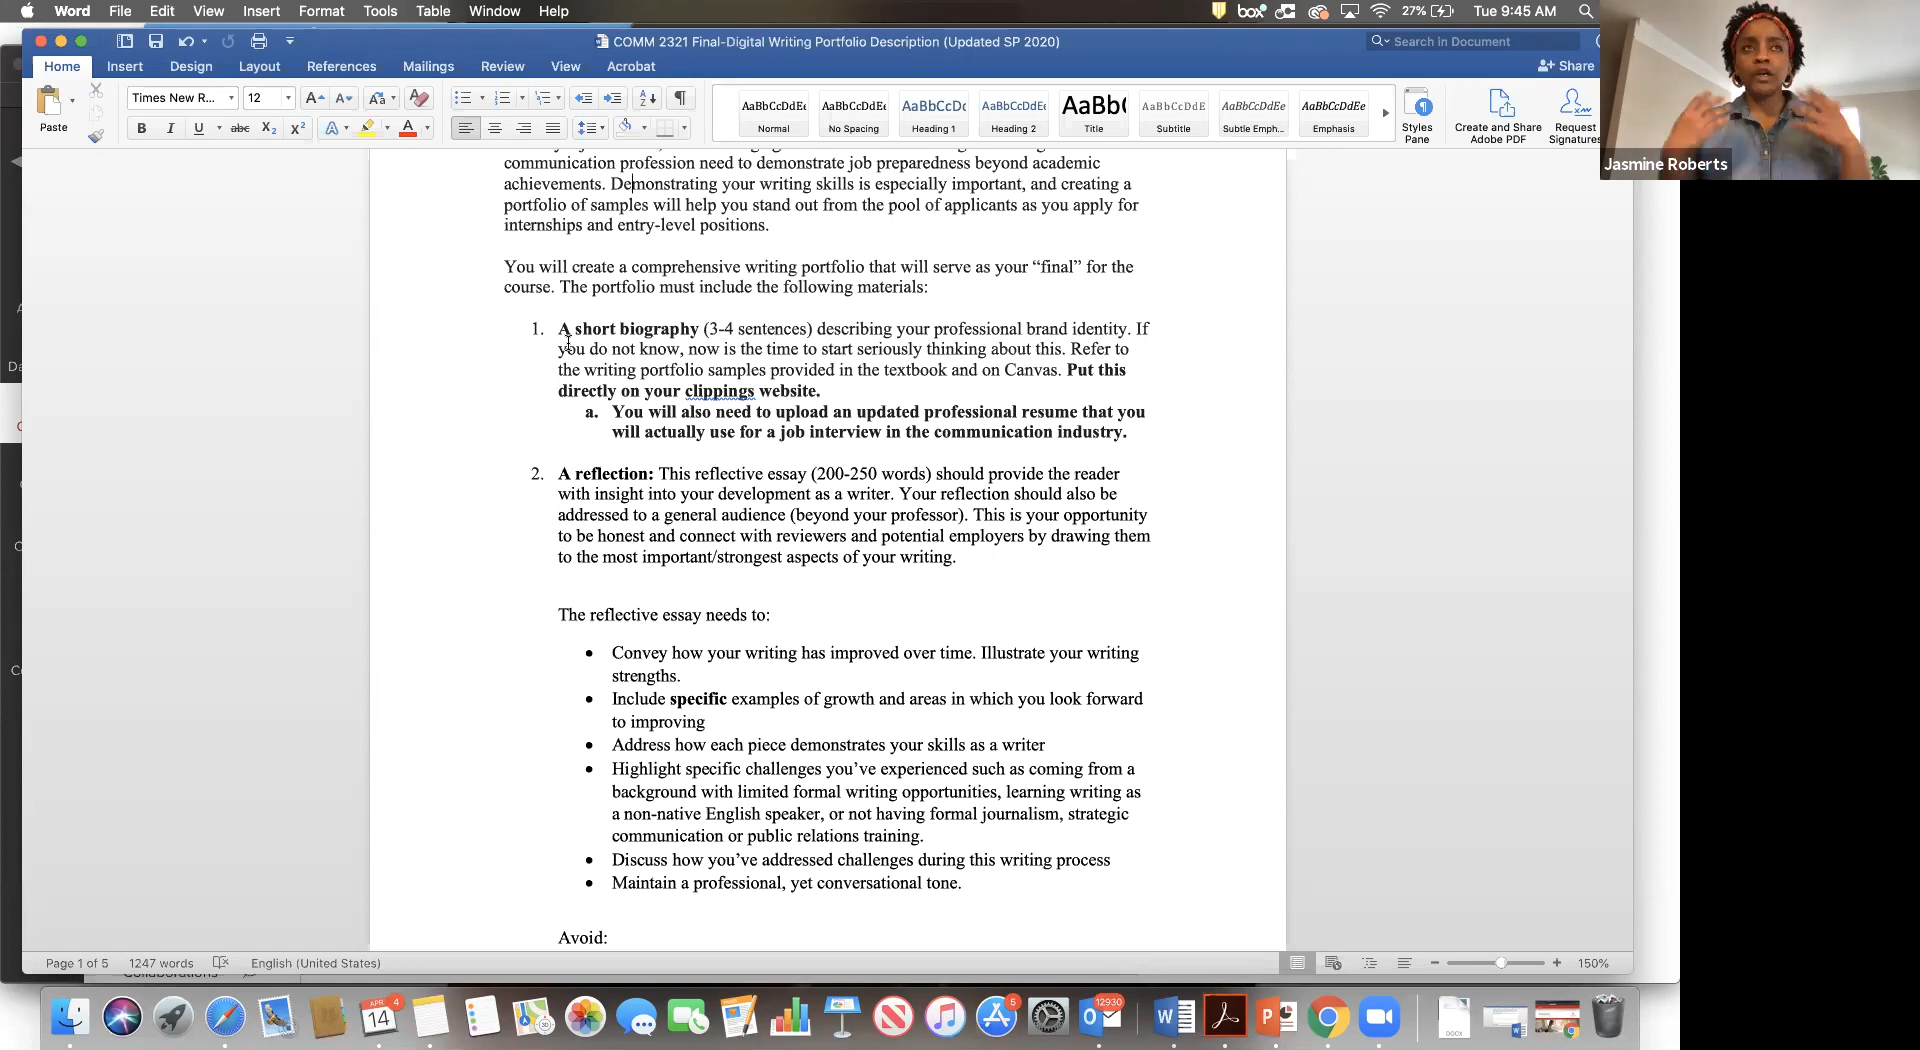 Word File Edit View Insert Format Tools Table Window Help
box 27% Tue 9:45 AM
COMM 2321 Final-Digital Writing Portfolio Description (Updated SP 2020)
Search in Document
Home Insert Design Layout References Mailings Review View Acrobat
Share
Paste
Times New R... 12
AaBbCcDdEe AaBbCcDdEe AaBbCcDc AaBbCcDdEe AaBb( AaBbCcDdE AaBbCcDdEe AaBbCcDdEe
Normal No Spacing Heading 1 Heading 2 Title Subtitle Subtle Emph... Emphasis
Styles Pane
Create and Share Adobe PDF
Request Signatures
Jasmine Roberts
communication profession need to demonstrate job preparedness beyond academic
achievements. Demonstrating your writing skills is especially important, and creating a
portfolio of samples will help you stand out from the pool of applicants as you apply for
internships and entry-level positions.
You will create a comprehensive writing portfolio that will serve as your “final” for the
course. The portfolio must include the following materials:
1. A short biography (3-4 sentences) describing your professional brand identity. If
you do not know, now is the time to start seriously thinking about this. Refer to
the writing portfolio samples provided in the textbook and on Canvas. Put this
directly on your clippings website.
a. You will also need to upload an updated professional resume that you
will actually use for a job interview in the communication industry.
2. A reflection: This reflective essay (200-250 words) should provide the reader
with insight into your development as a writer. Your reflection should also be
addressed to a general audience (beyond your professor). This is your opportunity
to be honest and connect with reviewers and potential employers by drawing them
to the most important/strongest aspects of your writing.
The reflective essay needs to:
• Convey how your writing has improved over time. Illustrate your writing
strengths.
• Include specific examples of growth and areas in which you look forward
to improving
• Address how each piece demonstrates your skills as a writer
• Highlight specific challenges you’ve experienced such as coming from a
background with limited formal writing opportunities, learning writing as
a non-native English speaker, or not having formal journalism, strategic
communication or public relations training.
• Discuss how you’ve addressed challenges during this writing process
• Maintain a professional, yet conversational tone.
Avoid:
Page 1 of 5 1247 words English (United States) 150%
APR 4
14
5
12930
DOCX